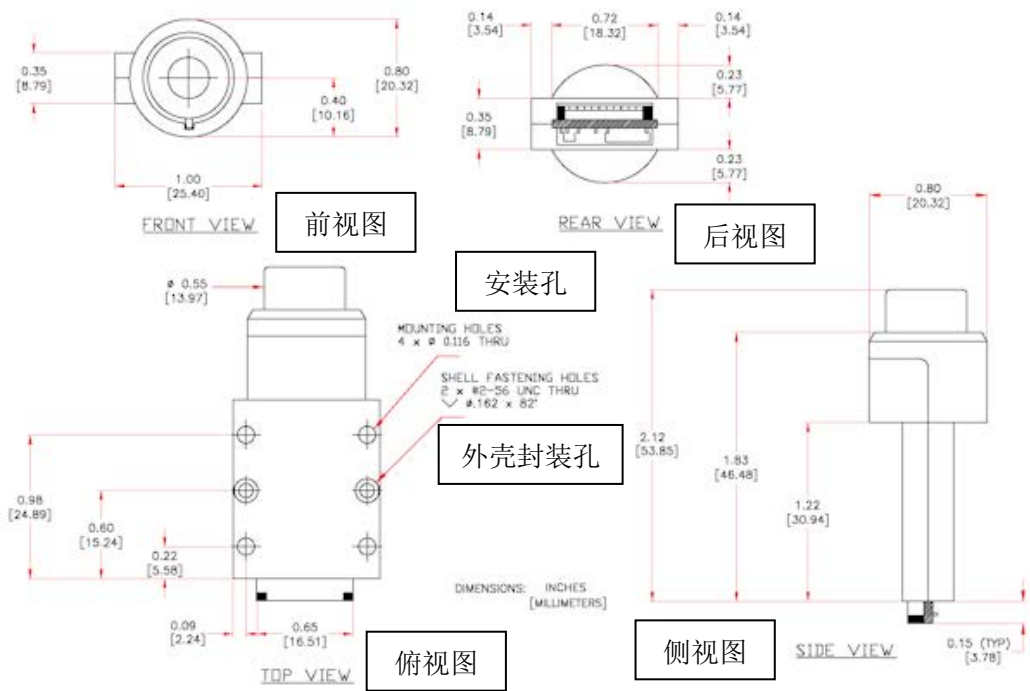 0.35
[8.79]
0.80
[20.32]
0.40
[10.16]
1.00
[25.40]
FRONT VIEW
前视图
0.14
[3.54]
0.72
[18.32]
0.14
[3.54]
0.23
[5.77]
0.35
[8.79]
0.23
[5.77]
REAR VIEW
后视图
安装孔
ø 0.55
[13.97]
MOUNTING HOLES
4 x ø 0.116 THRU
SHELL FASTENING HOLES
2 x #2-56 UNC THRU
ø.162 x 82°
外壳封装孔
0.98
[24.89]
0.60
[15.24]
0.22
[5.58]
0.09
[2.24]
0.65
[16.51]
TOP VIEW
俯视图
DIMENSIONS: INCHES
[MILLIMETERS]
0.80
[20.32]
2.12
[53.85]
1.83
[46.48]
1.22
[30.94]
0.15 (TYP)
[3.78]
侧视图
SIDE VIEW